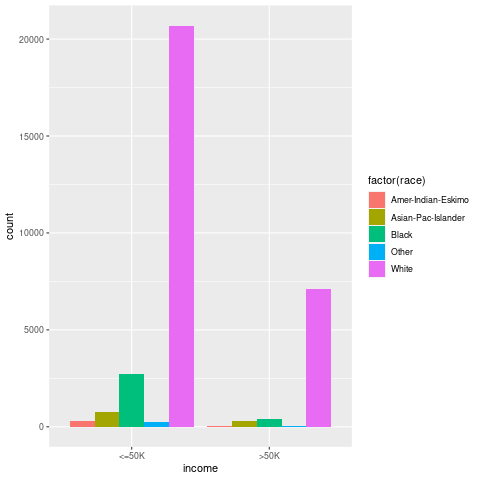 20000
15000
10000
5000
0
count
<=50K
>50K
income
factor(race)
Amer-Indian-Eskimo
Asian-Pac-Islander
Black
Other
White